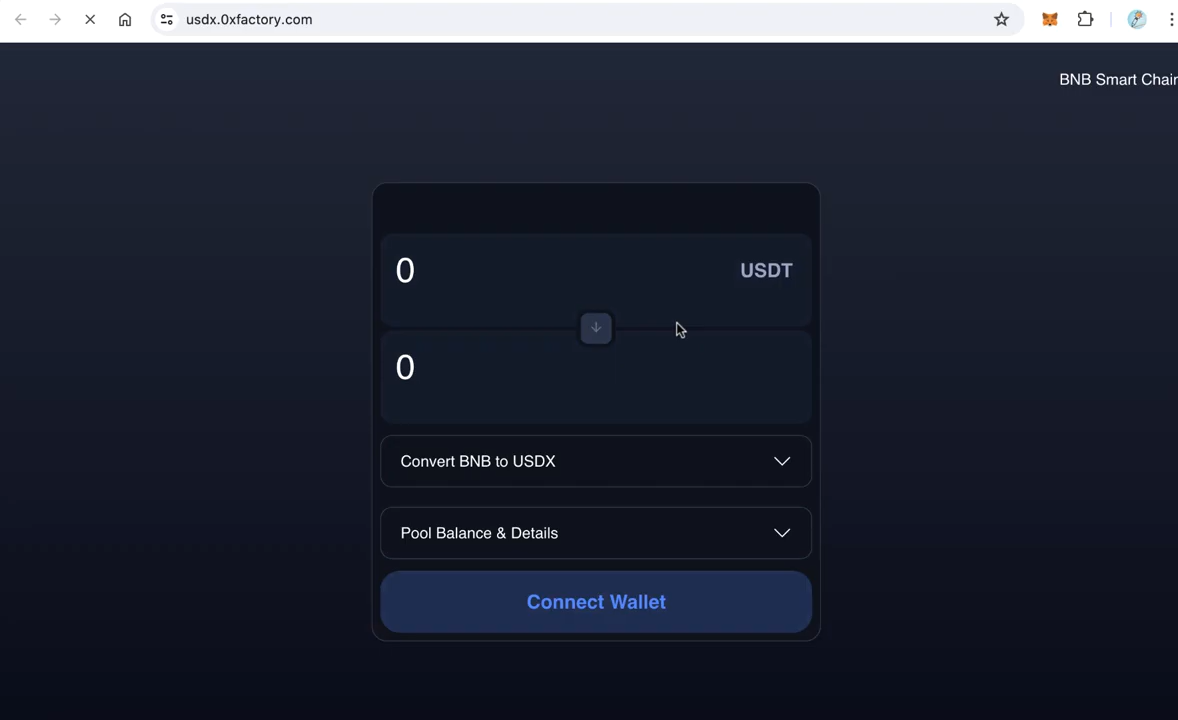 usdx.0xfactory.com
BNB Smart Chain
0
USDT
0
Convert BNB to USDX
Pool Balance & Details
Connect Wallet